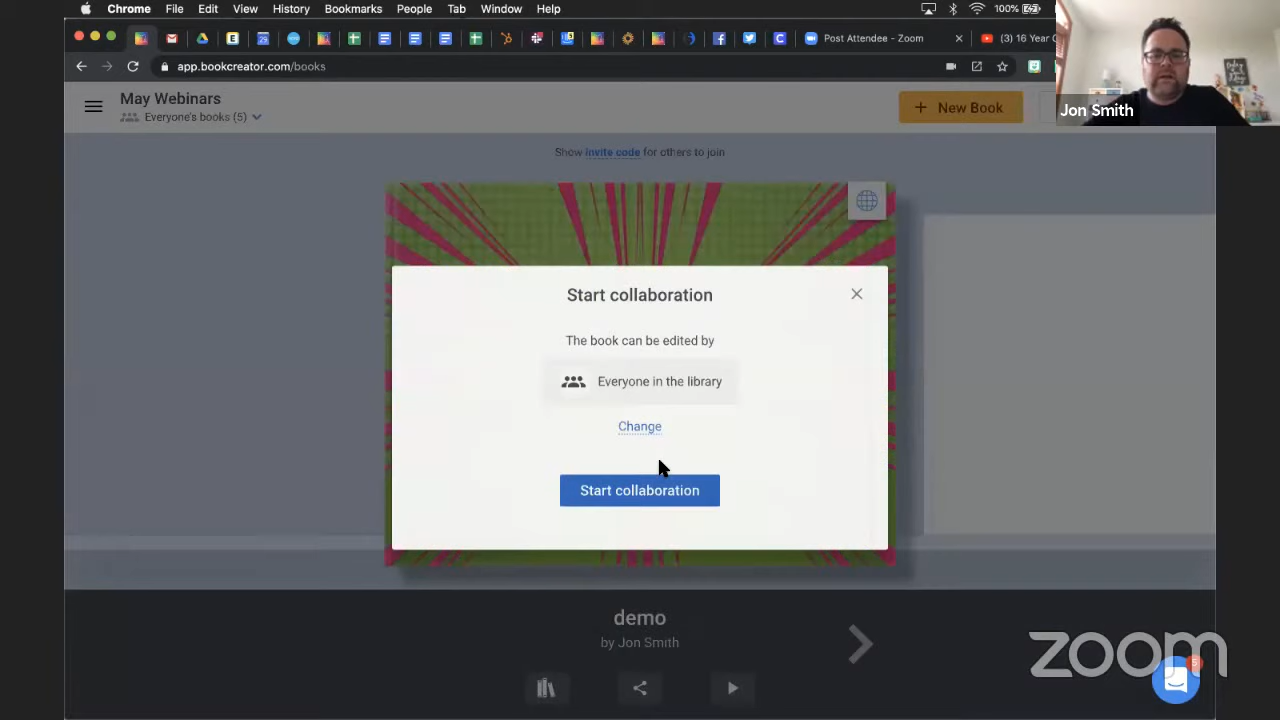 Chrome File Edit View History Bookmarks People Tab Window Help 100%
Post Attendee - Zoom (3) 16 Year O
app.bookcreator.com/books
May Webinars
Everyone's books (5)
+ New Book
Jon Smith
Show invite code for others to join
Start collaboration
The book can be edited by
Everyone in the library
Change
Start collaboration
demo
by Jon Smith
zoom
5